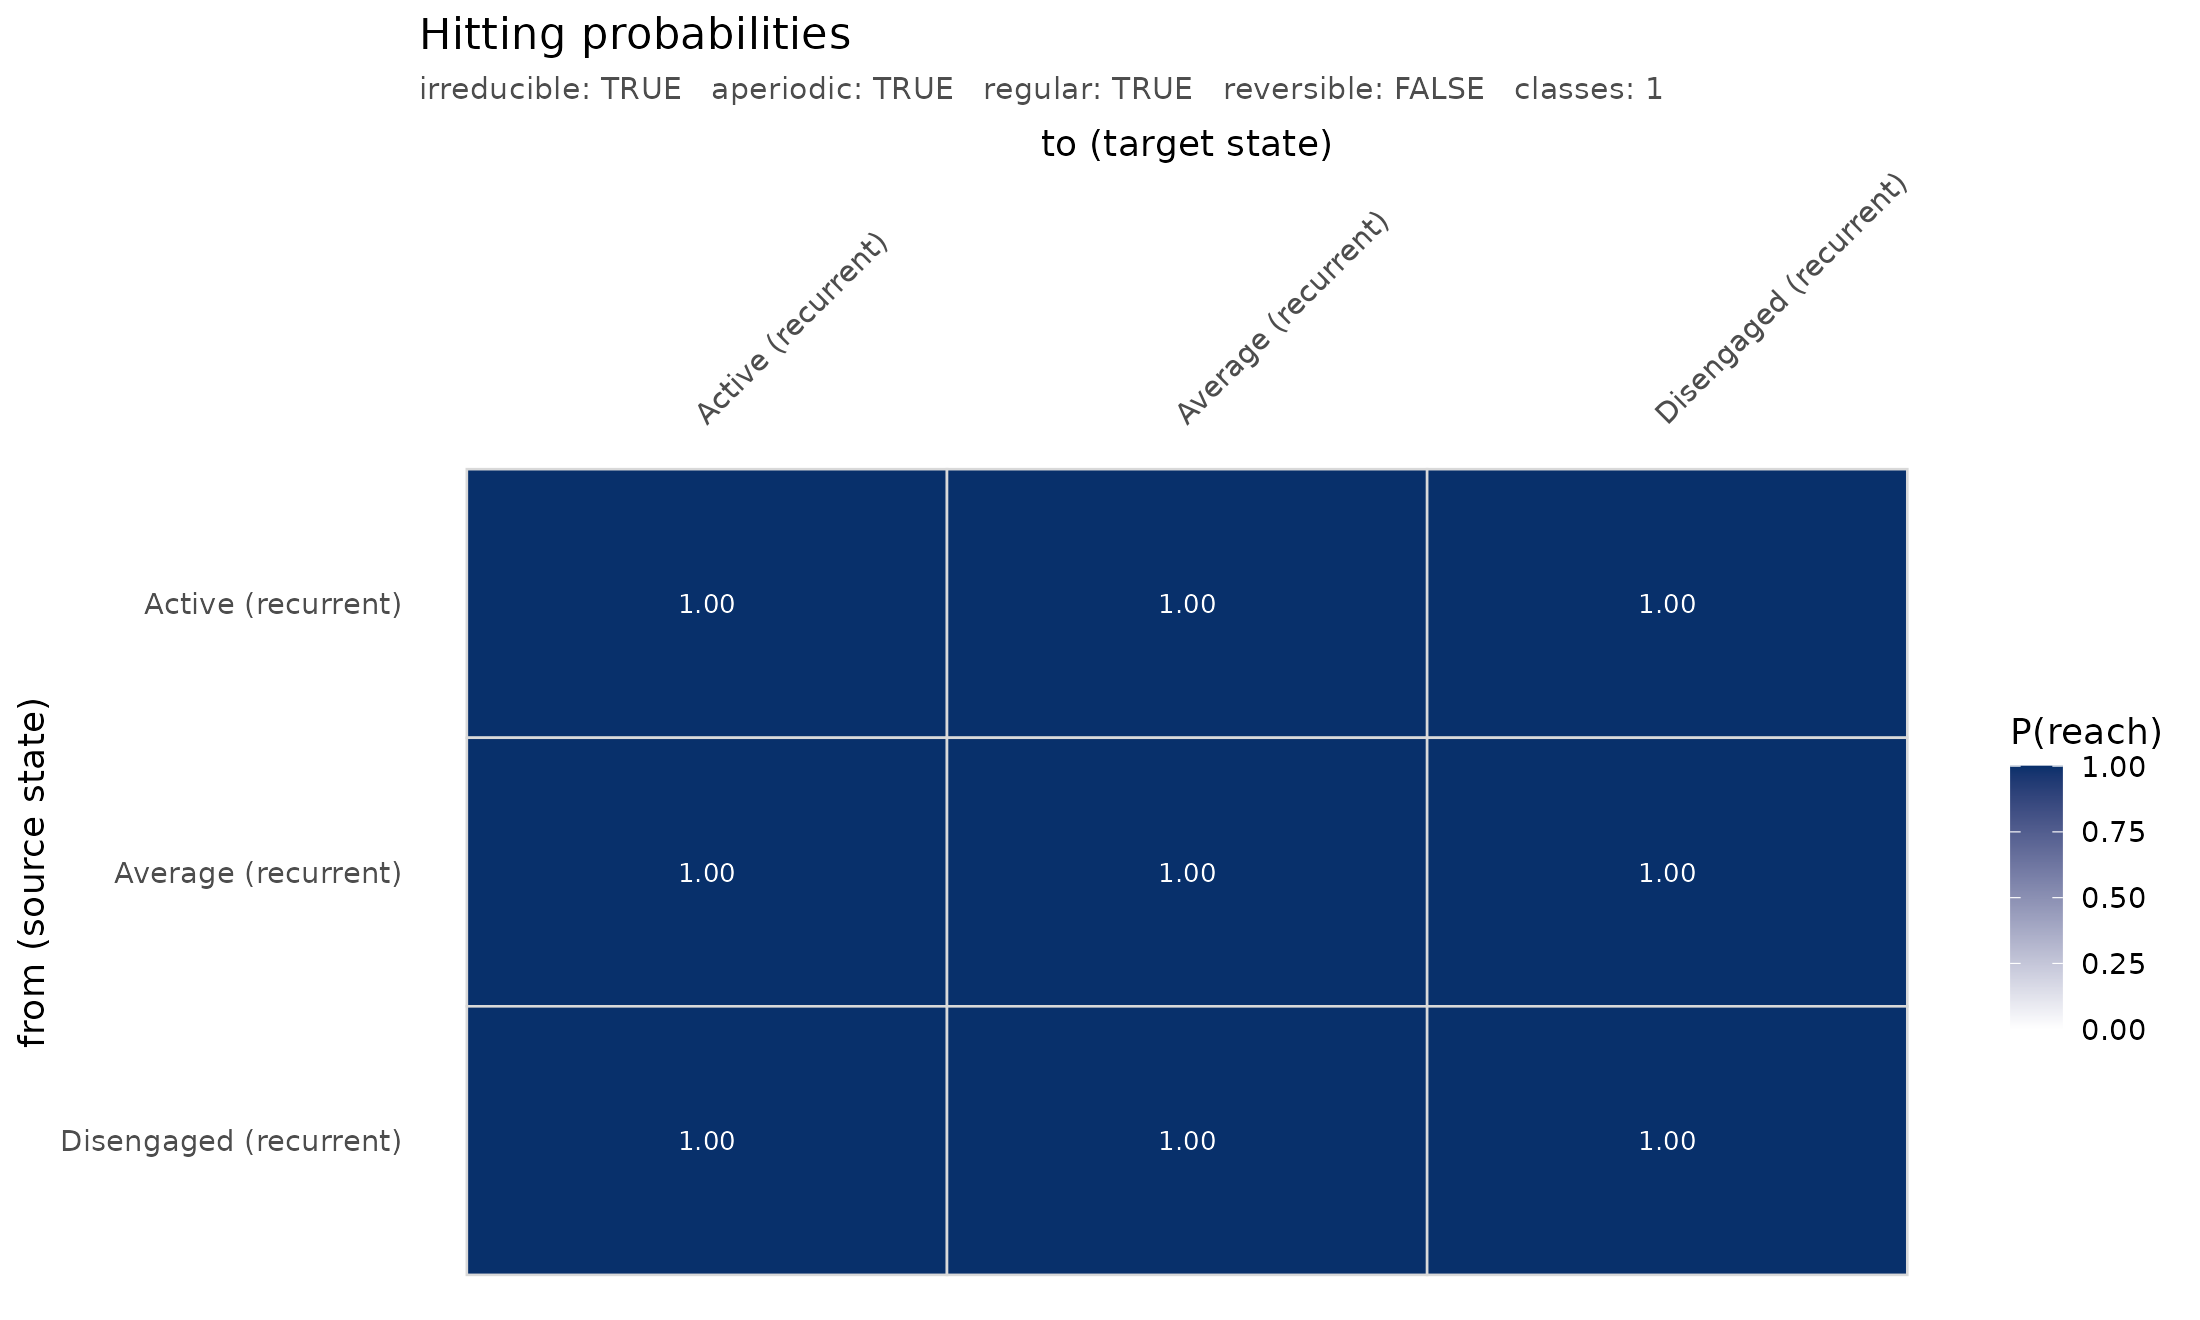 Hitting probabilities
irreducible: TRUE   aperiodic: TRUE   regular: TRUE   reversible: FALSE   classes: 1
to (target state)
Active (recurrent)
Average (recurrent)
Disengaged (recurrent)
from (source state)
Active (recurrent) 1.00 1.00 1.00
Average (recurrent) 1.00 1.00 1.00
Disengaged (recurrent) 1.00 1.00 1.00
P(reach)
1.00
0.75
0.50
0.25
0.00